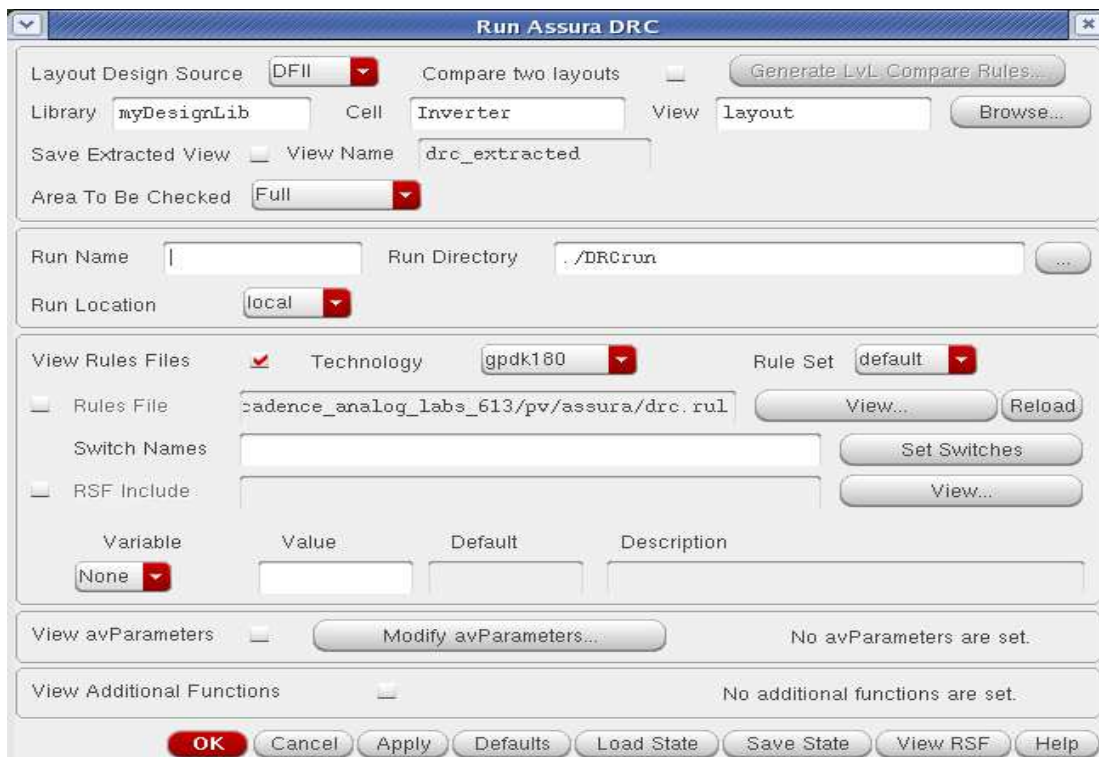 Run Assura DRC
Layout Design Source DFII Compare two layouts Generate LvL Compare Rules...
Library myDesignLib Cell Inverter View layout Browse...
Save Extracted View View Name drc_extracted
Area To Be Checked Full
Run Name Run Directory ./DRCrun ...
Run Location local
View Rules Files Technology gpdk180 Rule Set default
Rules File cadence_analog_labs_613/pv/assura/drc.rul View... Reload
Switch Names Set Switches
RSF Include View...
Variable Value Default Description
None
View avParameters Modify avParameters... No avParameters are set.
View Additional Functions No additional functions are set.
OK Cancel Apply Defaults Load State Save State View RSF Help